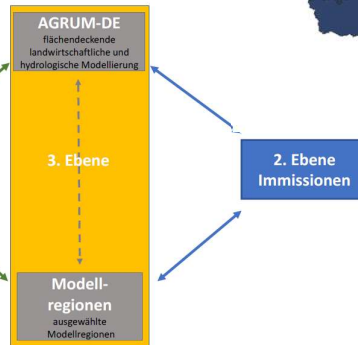 AGRUM-DE
flächendeckende
landwirtschaftliche und
hydrologische Modellierung
3. Ebene
2. Ebene
Immissionen
Modell-
regionen
ausgewählte
Modellregionen